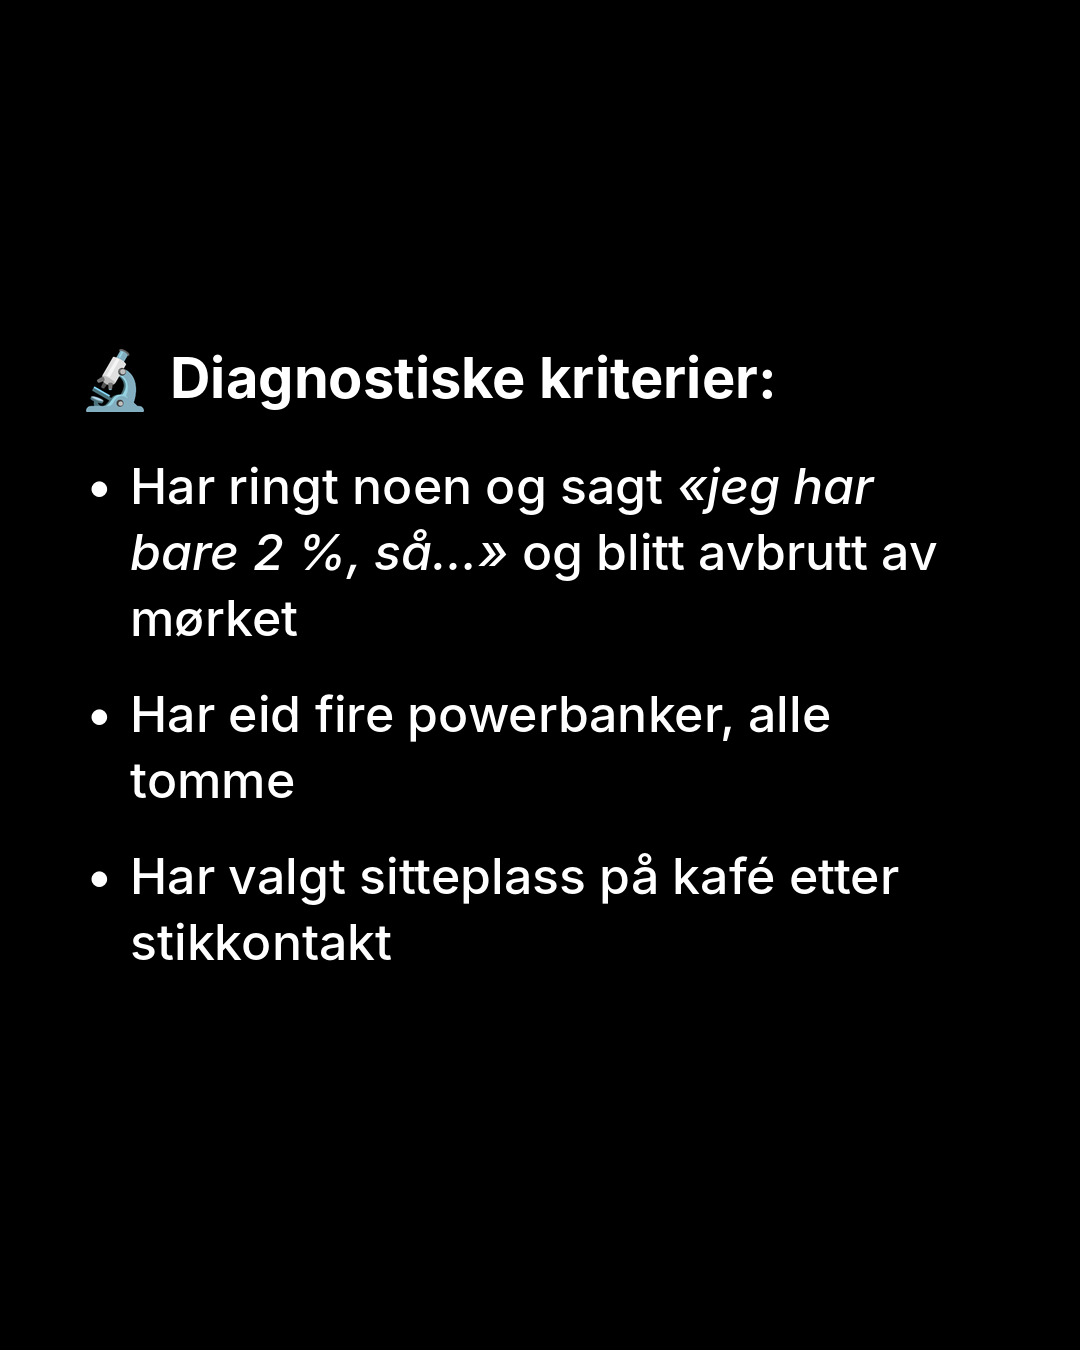 🔬 Diagnostiske kriterier:
• Har ringt noen og sagt «jeg har
bare 2 %, så...» og blitt avbrutt av
mørket
• Har eid fire powerbanker, alle
tomme
• Har valgt sitteplass på kafé etter
stikkontakt